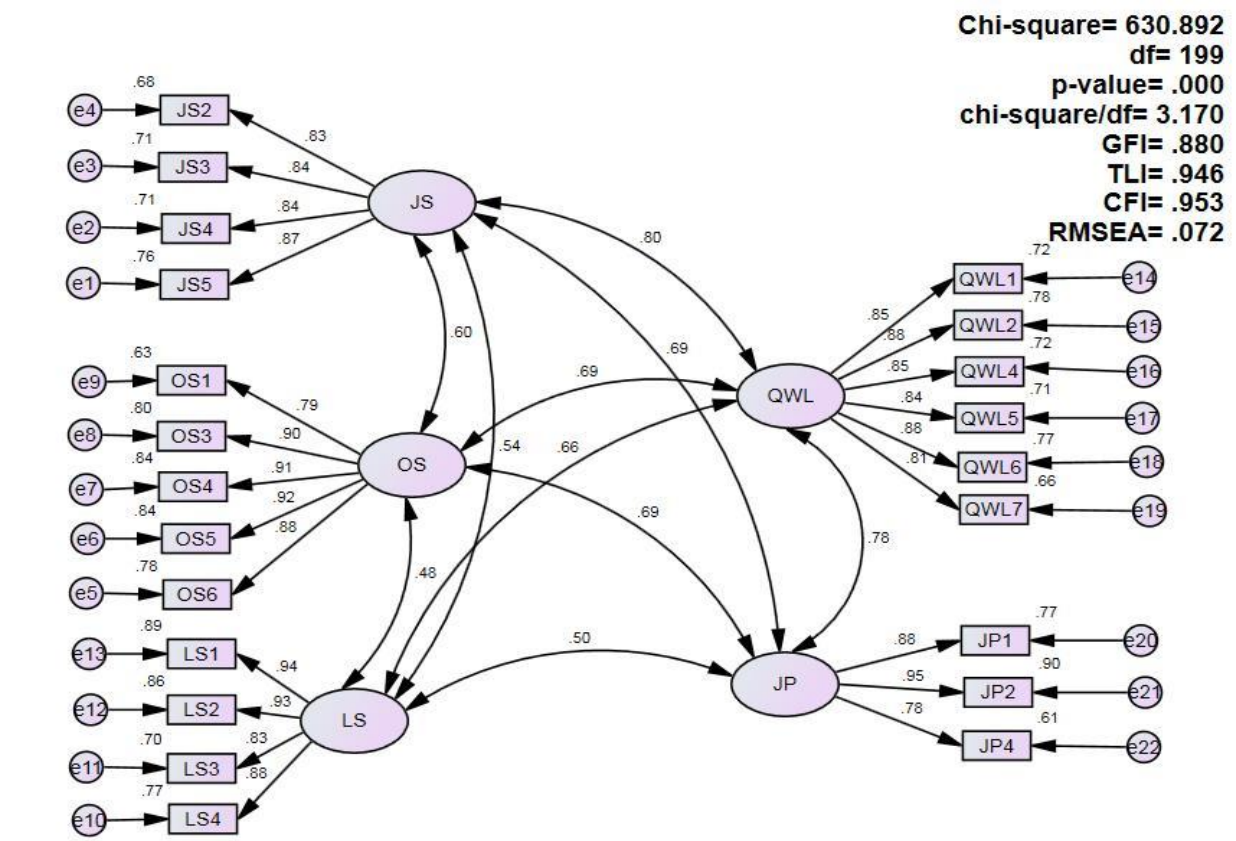 Chi-square= 630.892
df= 199
p-value= .000
chi-square/df= 3.170
GFI= .880
TLI= .946
CFI= .953
RMSEA= .072
.68
e4 JS2
.83
.71
e3 JS3
.84
.71
e2 JS4
.84
.76
e1 JS5
.87
JS
.63
e9 OS1
.79
.80
e8 OS3
.90
.84
e7 OS4
.91
.84
e6 OS5
.92
.78
e5 OS6
.88
OS
.89
e13 LS1
.94
.86
e12 LS2
.93
.70
e11 LS3
.83
.77
e10 LS4
.88
LS
.80
.60
.69
.69
.54
.66
.69
.48
.78
.50
QWL
.72
.85
QWL1 e14
.78
.88
QWL2 e15
.72
.85
QWL4 e16
.71
.84
QWL5 e17
.77
.88
QWL6 e18
.66
.81
QWL7 e19
JP
.77
.88
JP1 e20
.90
.95
JP2 e21
.61
.78
JP4 e22